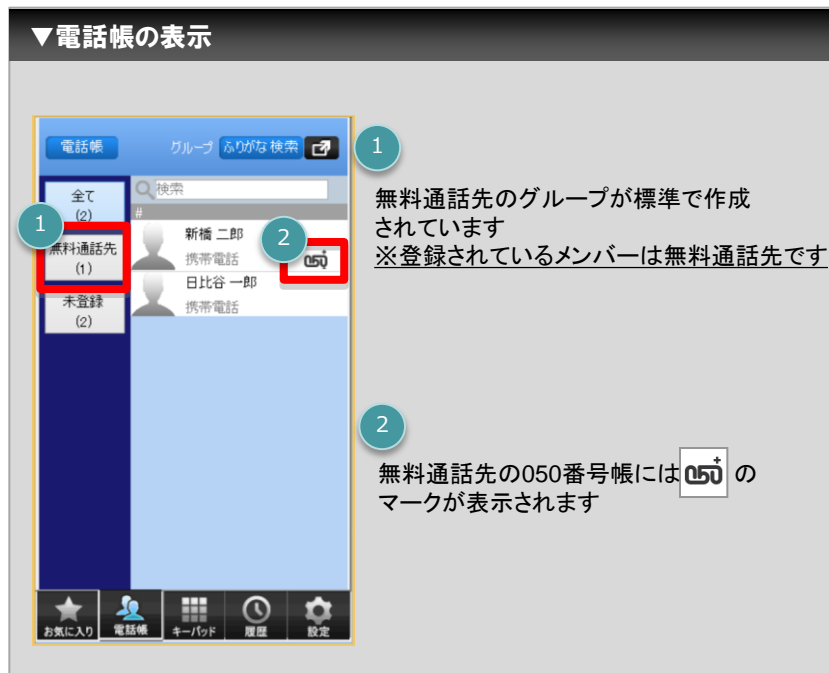 ▼電話帳の表示
電話帳
グループ
ふりがな検索
全て
(2)
1
無料通話先
(1)
未登録
(2)
検索
#
新橋 二郎
携帯電話
2
050+
日比谷 一郎
携帯電話
お気に入り
電話帳
キーパッド
履歴
設定
1
無料通話先のグループが標準で作成
されています
※登録されているメンバーは無料通話先です
2
無料通話先の050番号帳には050+ の
マークが表示されます